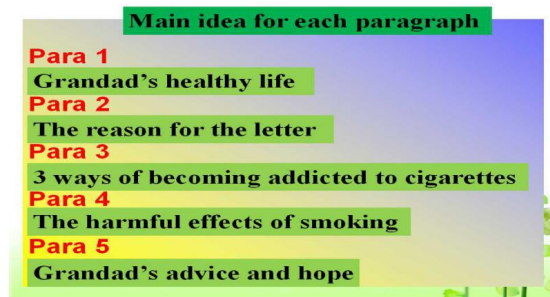 Main idea for each paragraph
Para 1
Grandad's healthy life
Para 2
The reason for the letter
Para 3
3 ways of becoming addicted to cigarettes
Para 4
The harmful effects of smoking
Para 5
Grandad's advice and hope